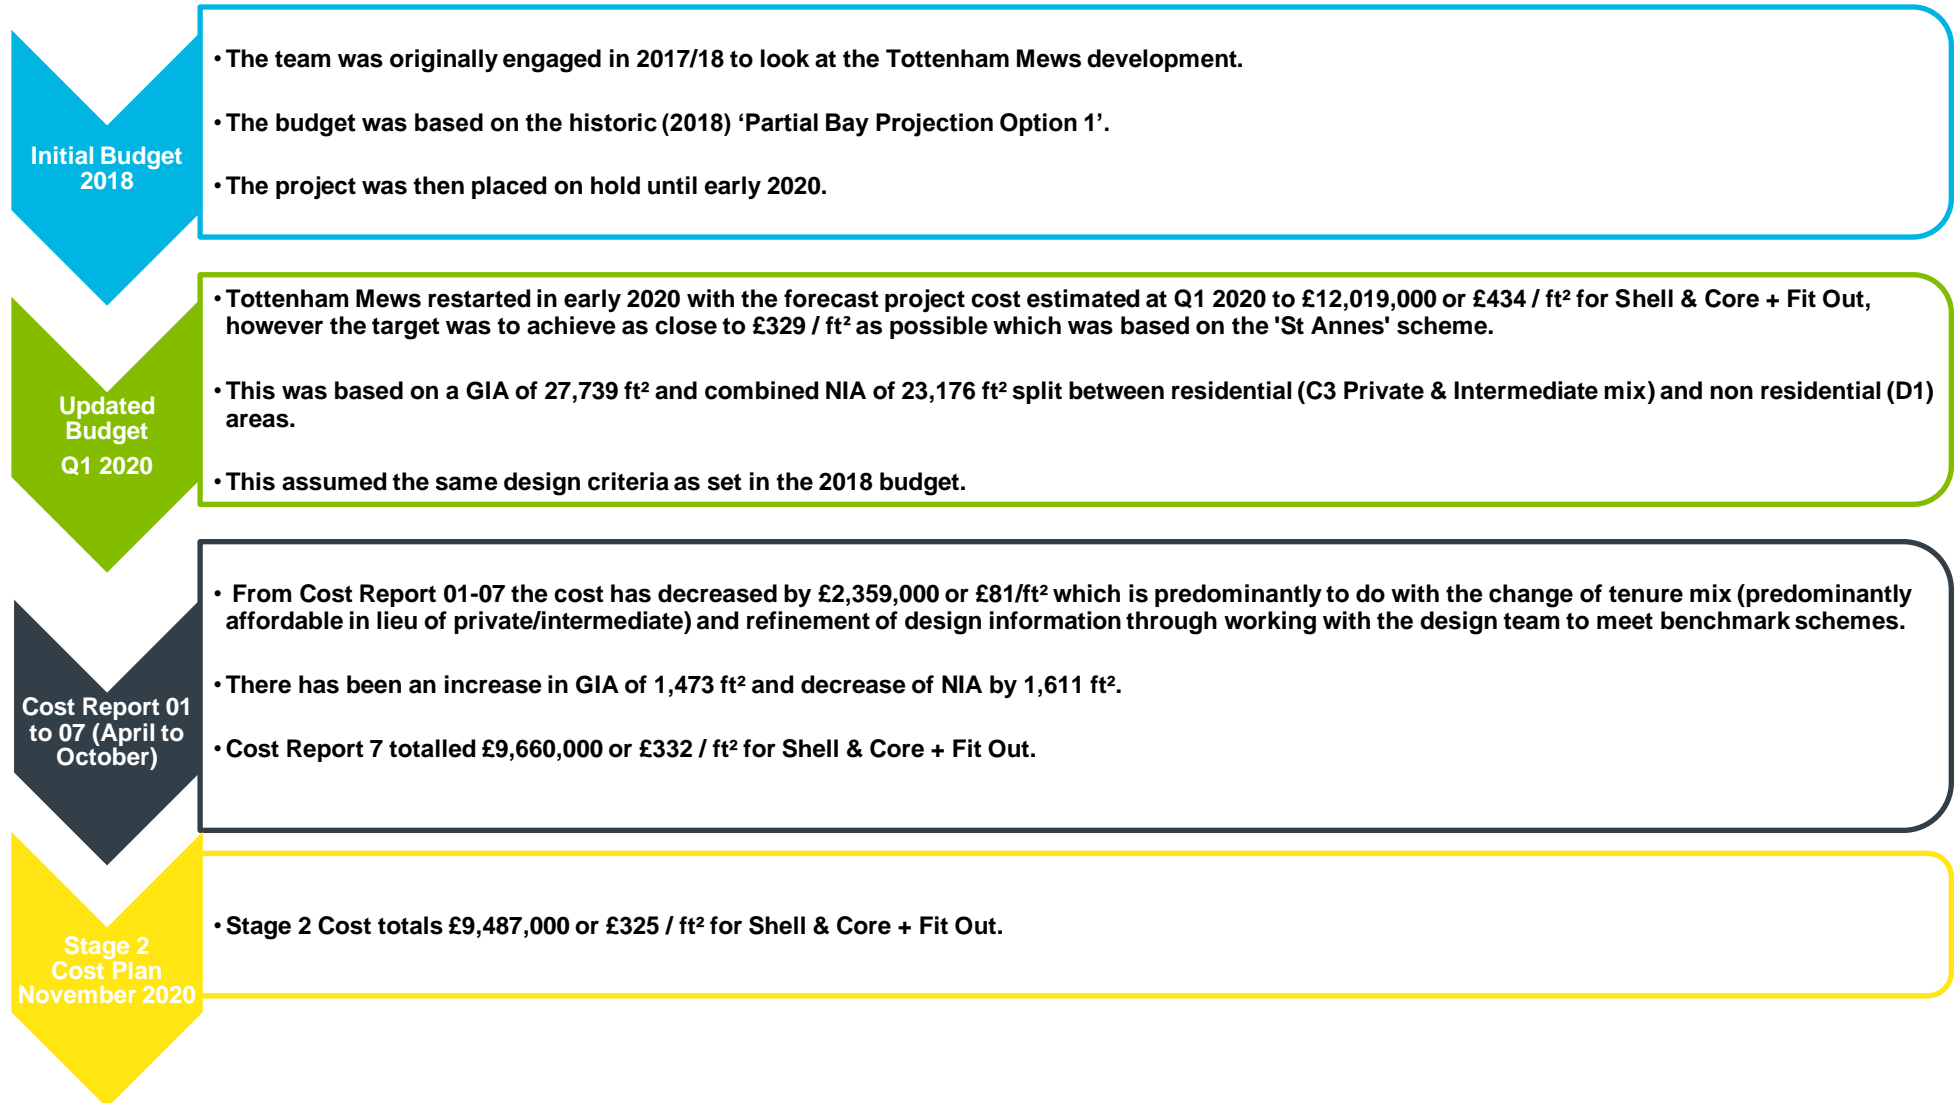 Initial Budget
2018
• The team was originally engaged in 2017/18 to look at the Tottenham Mews development.
• The budget was based on the historic (2018) ‘Partial Bay Projection Option 1’.
• The project was then placed on hold until early 2020.
Updated
Budget
Q1 2020
• Tottenham Mews restarted in early 2020 with the forecast project cost estimated at Q1 2020 to £12,019,000 or £434 / ft² for Shell & Core + Fit Out,
however the target was to achieve as close to £329 / ft² as possible which was based on the 'St Annes' scheme.
• This was based on a GIA of 27,739 ft² and combined NIA of 23,176 ft² split between residential (C3 Private & Intermediate mix) and non residential (D1)
areas.
• This assumed the same design criteria as set in the 2018 budget.
Cost Report 01
to 07 (April to
October)
• From Cost Report 01-07 the cost has decreased by £2,359,000 or £81/ft² which is predominantly to do with the change of tenure mix (predominantly
affordable in lieu of private/intermediate) and refinement of design information through working with the design team to meet benchmark schemes.
• There has been an increase in GIA of 1,473 ft² and decrease of NIA by 1,611 ft².
• Cost Report 7 totalled £9,660,000 or £332 / ft² for Shell & Core + Fit Out.
Stage 2
Cost Plan
November 2020
• Stage 2 Cost totals £9,487,000 or £325 / ft² for Shell & Core + Fit Out.